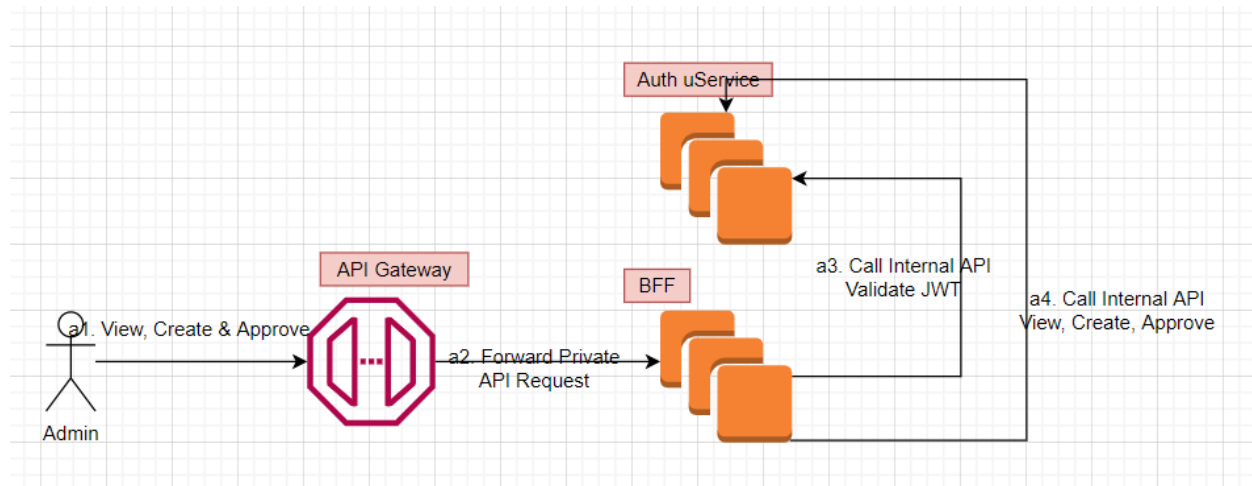 Auth uService
API Gateway
BFF
a3. Call Internal API
Validate JWT
a4. Call Internal API
View, Create, Approve
a1. View, Create & Approve
a2. Forward Private
API Request
Admin